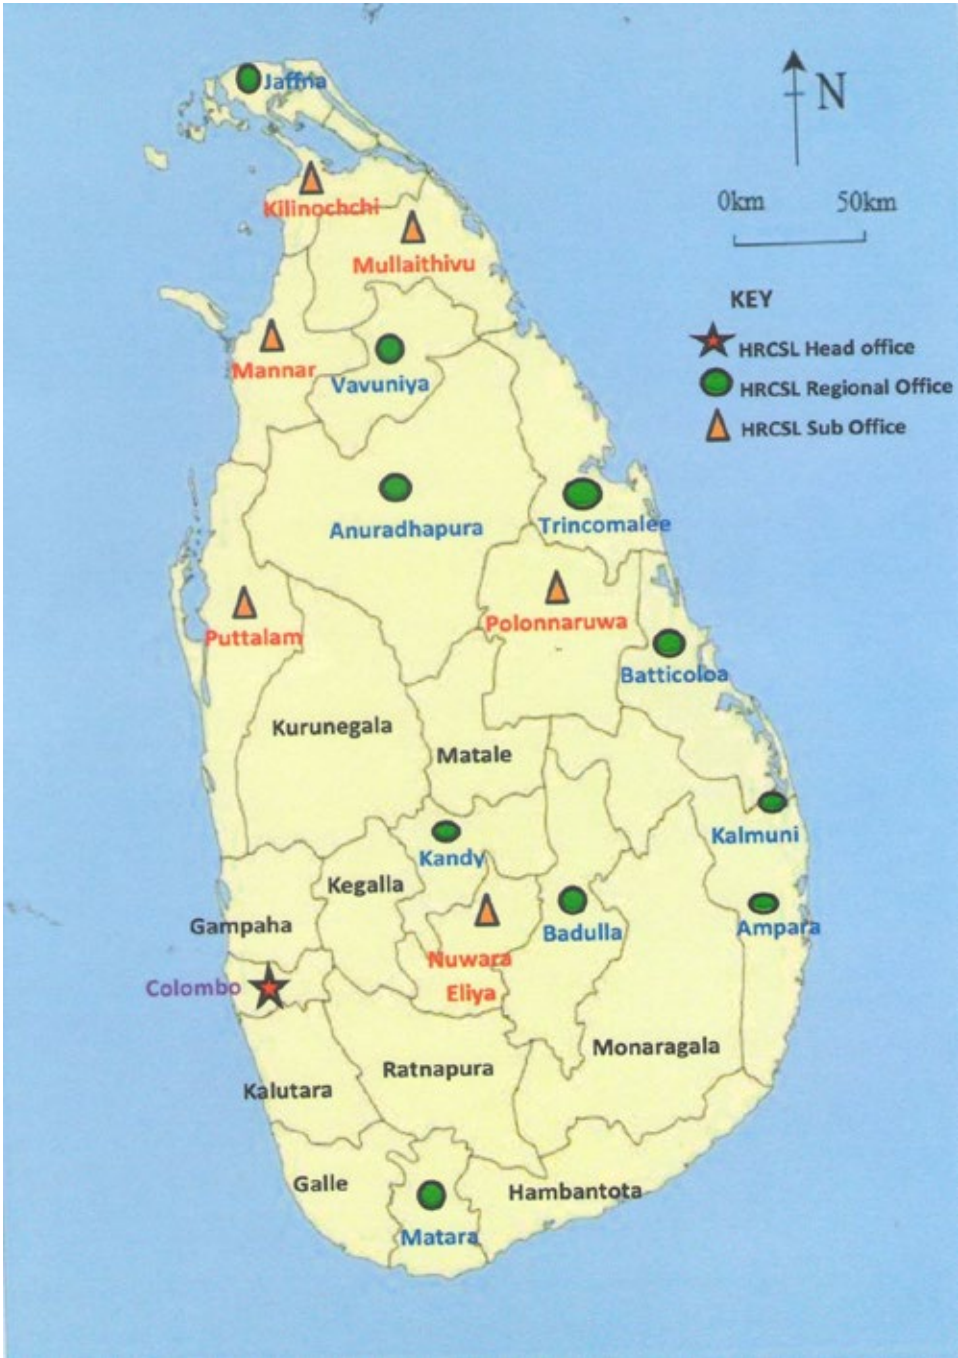 Jaffna
N
0km 50km
Kilinochchi
Mullaithivu
KEY
HRCSL Head office
HRCSL Regional Office
HRCSL Sub Office
Mannar
Vavuniya
Anuradhapura
Trincomalee
Puttalam
Polonnaruwa
Batticoloa
Kurunegala
Matale
Kalmuni
Kandy
Kegalla
Gampaha
Badulla
Ampara
Nuwara
Eliya
Colombo
Monaragala
Ratnapura
Kalutara
Galle
Hambantota
Matara